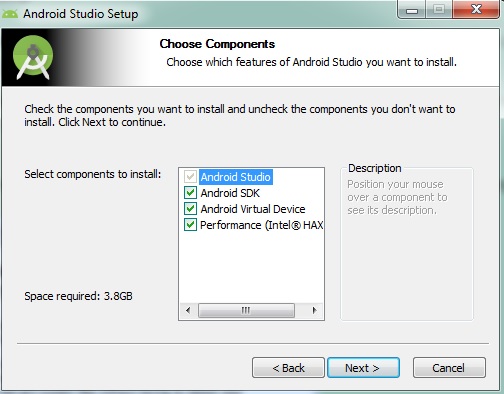 Android Studio Setup
Choose Components
Choose which features of Android Studio you want to install.
Check the components you want to install and uncheck the components you don't want to
install. Click Next to continue.
Select components to install:
Android Studio
Android SDK
Android Virtual Device
Performance (Intel® HAX
Description
Position your mouse
over a component to
see its description.
Space required: 3.8GB
< Back
Next >
Cancel